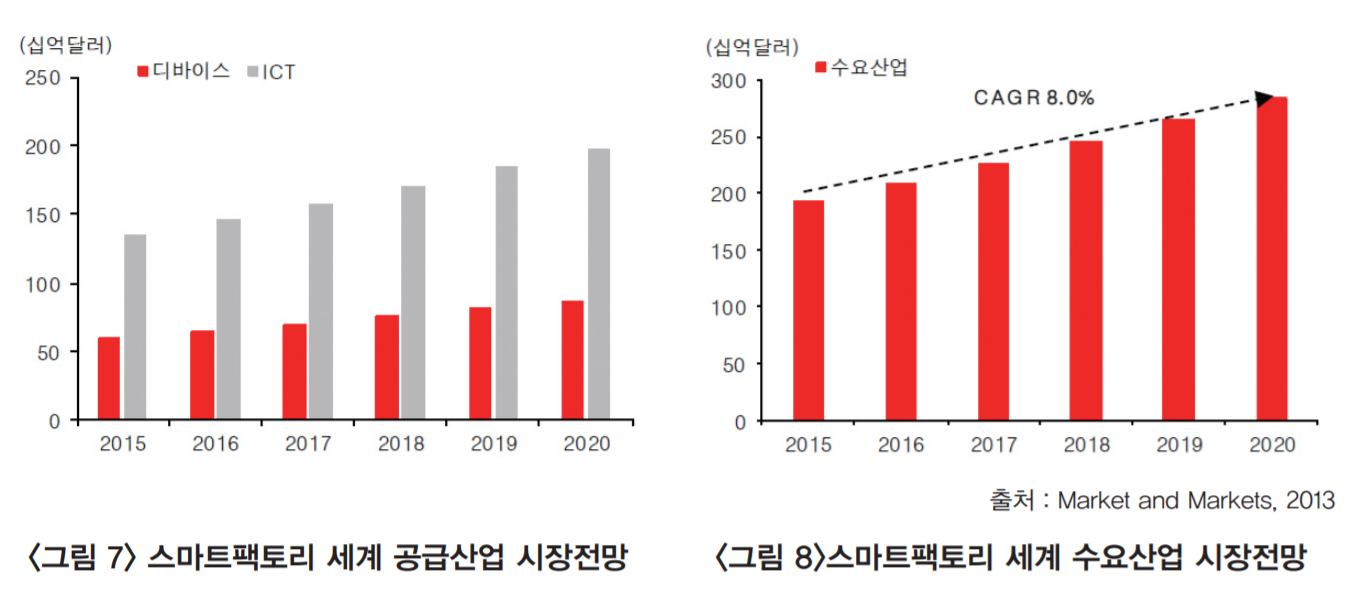 (십억달러)
디바이스 ICT
250
200
150
100
50
0
2015 2016 2017 2018 2019 2020
<그림 7> 스마트팩토리 세계 공급산업 시장전망
(십억달러)
수요산업
CAGR 8.0%
300
250
200
150
100
50
0
2015 2016 2017 2018 2019 2020
출처 : Market and Markets, 2013
<그림 8>스마트팩토리 세계 수요산업 시장전망